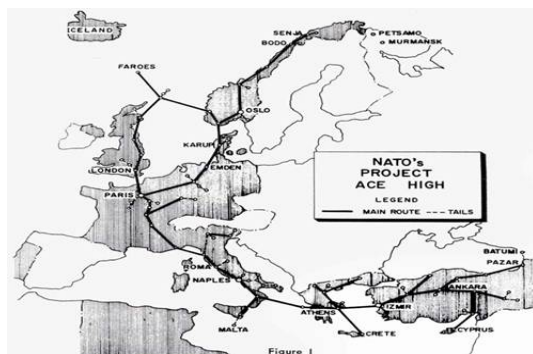 ICELAND
SENJA
BODO
PETSAMO
MURMANSK
FAROES
OSLO
KARUP
LONDON
EMDEN
PARIS
NATO's
PROJECT
ACE HIGH
LEGEND
MAIN ROUTE --- TAILS
ROMA
NAPLES
BATUMI
PAZAR
ANKARA
IZMIR
ATHENS
MALTA
CRETE
CYPRUS
Figure 1